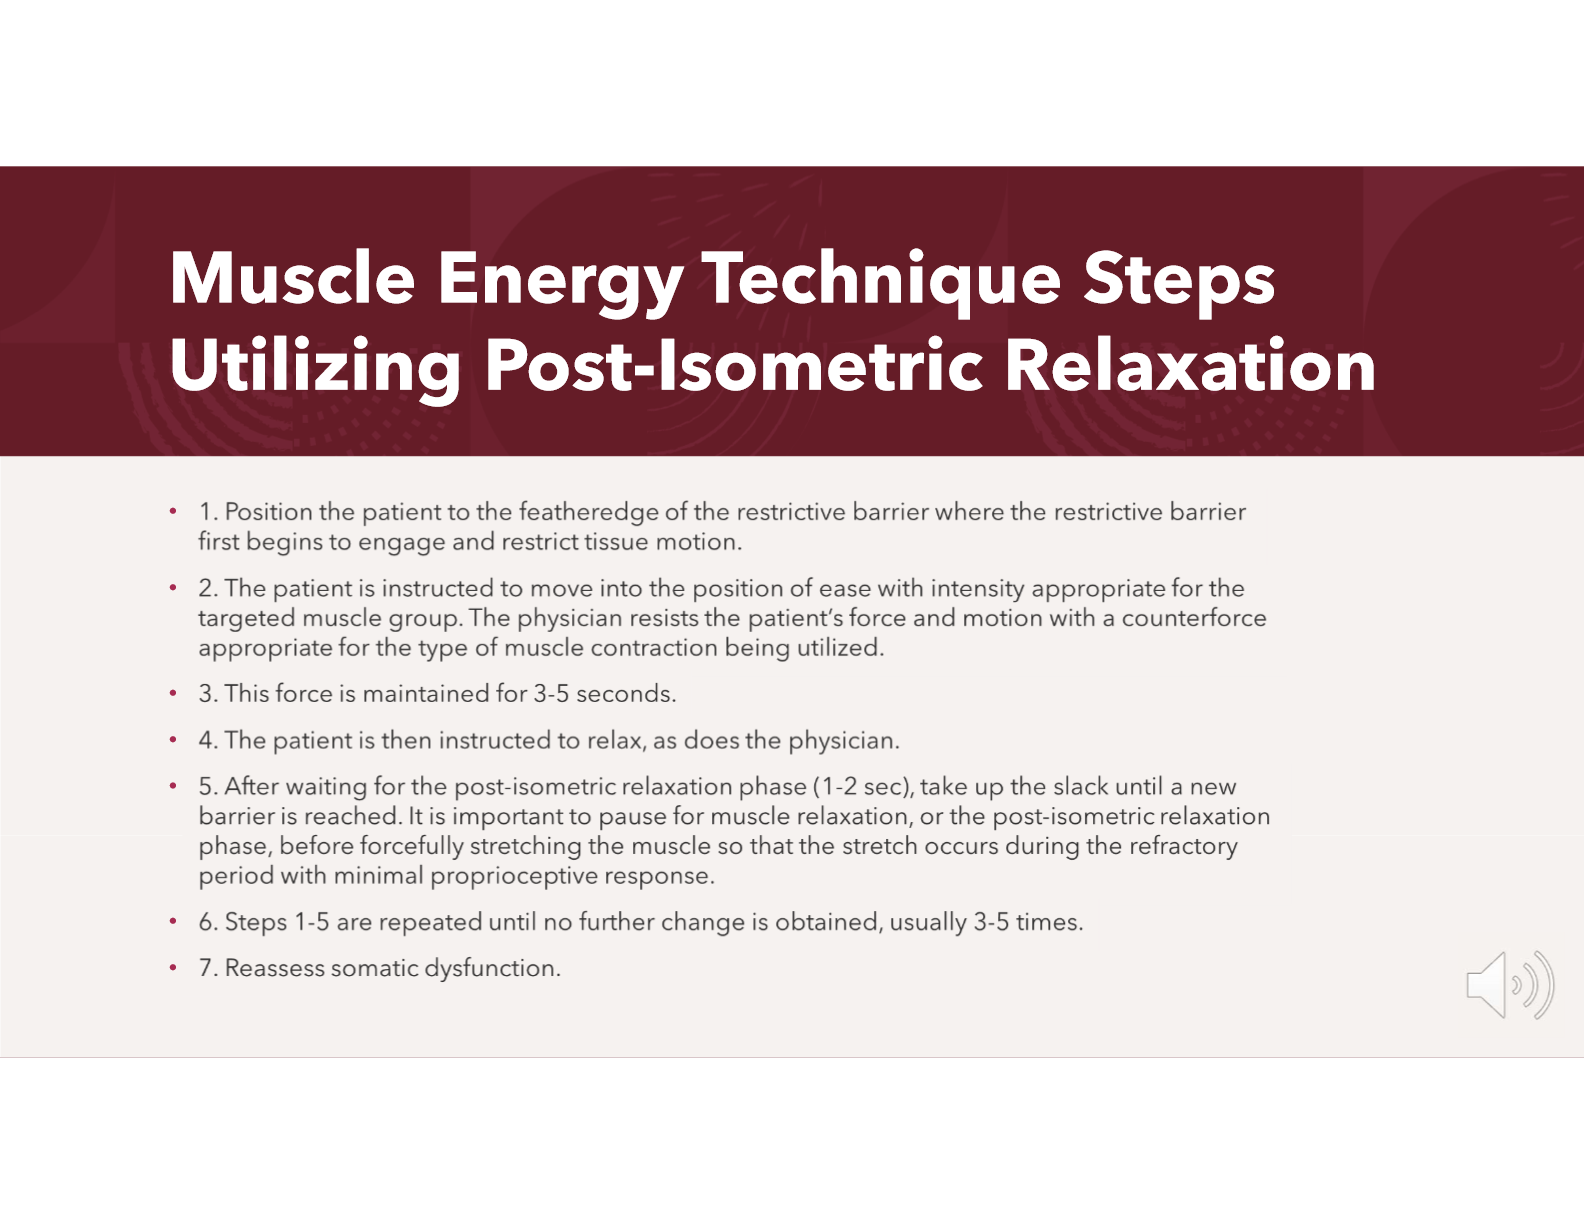 Muscle Energy Technique Steps
Utilizing Post-Isometric Relaxation
• 1. Position the patient to the featheredge of the restrictive barrier where the restrictive barrier
first begins to engage and restrict tissue motion.
• 2. The patient is instructed to move into the position of ease with intensity appropriate for the
targeted muscle group. The physician resists the patient’s force and motion with a counterforce
appropriate for the type of muscle contraction being utilized.
• 3. This force is maintained for 3-5 seconds.
• 4. The patient is then instructed to relax, as does the physician.
• 5. After waiting for the post-isometric relaxation phase (1-2 sec), take up the slack until a new
barrier is reached. It is important to pause for muscle relaxation, or the post-isometric relaxation
phase, before forcefully stretching the muscle so that the stretch occurs during the refractory
period with minimal proprioceptive response.
• 6. Steps 1-5 are repeated until no further change is obtained, usually 3-5 times.
• 7. Reassess somatic dysfunction.